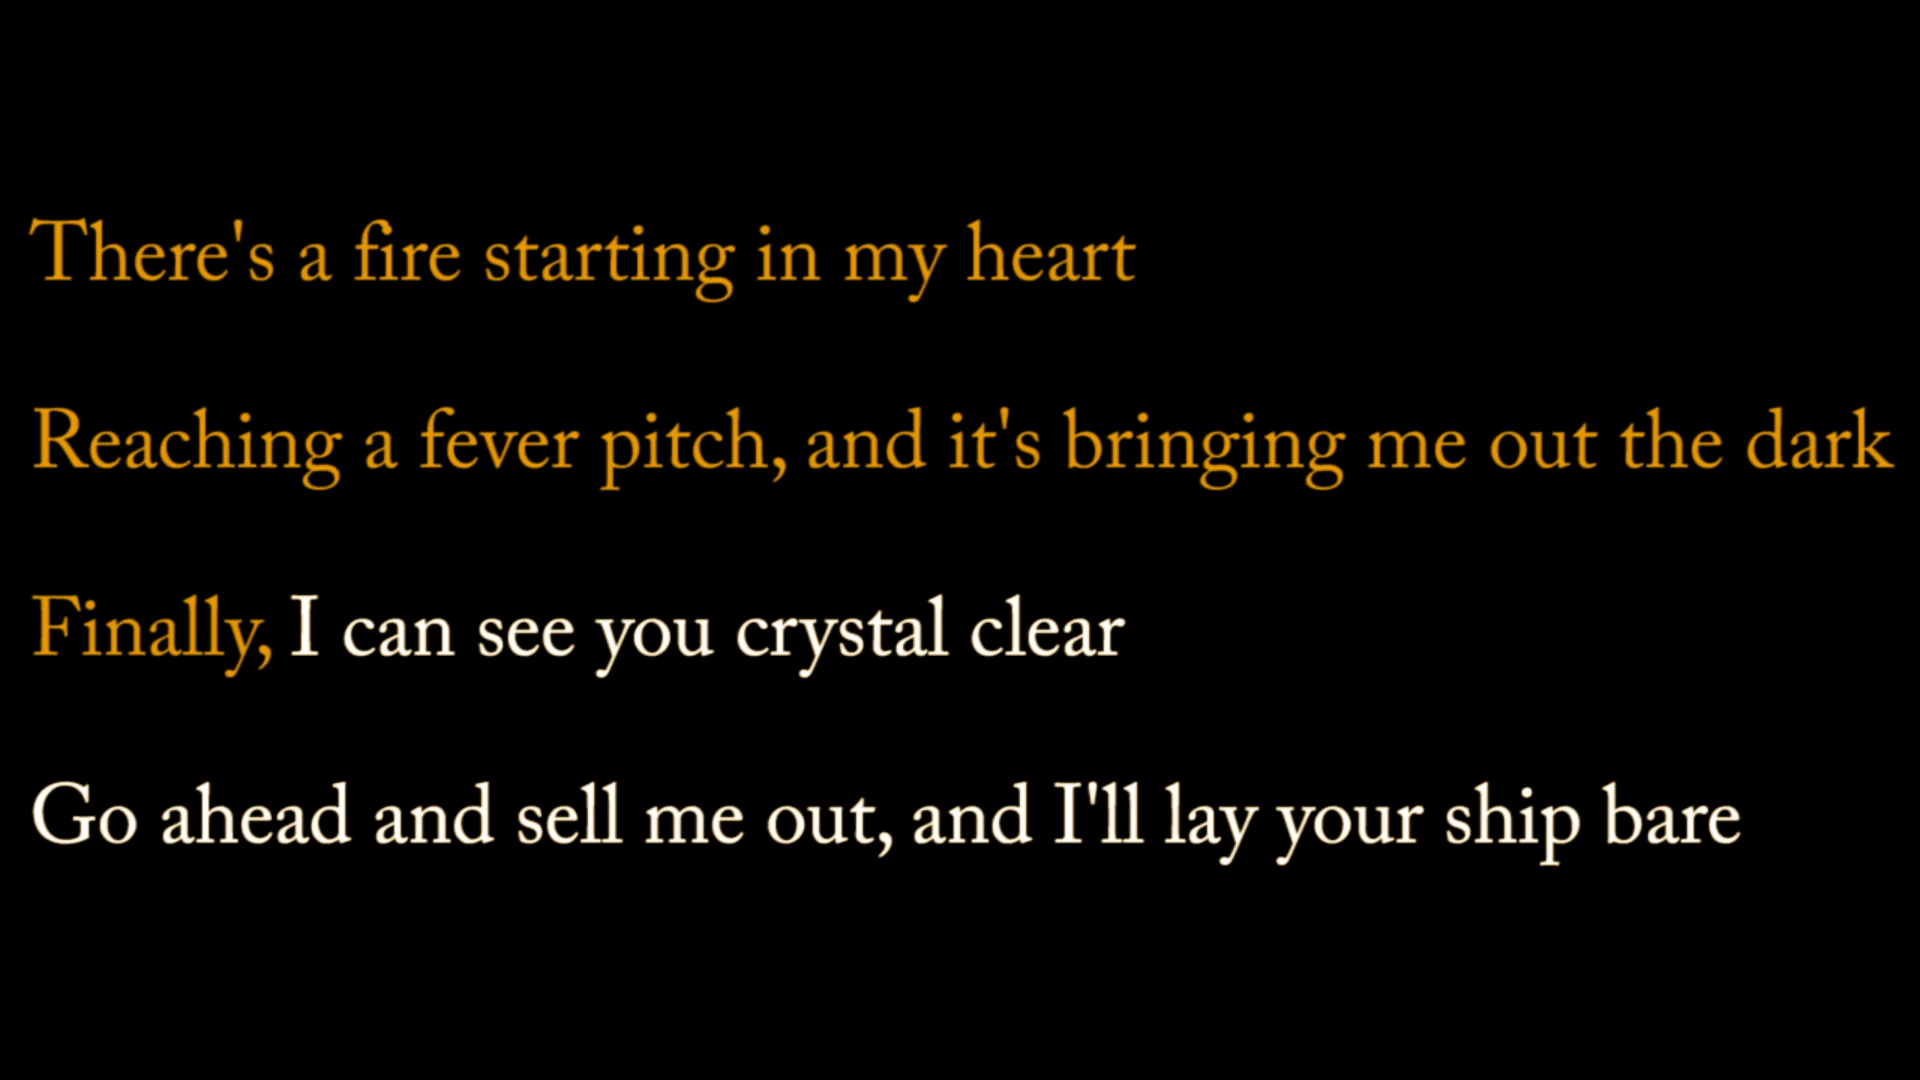 There's a fire starting in my heart
Reaching a fever pitch, and it's bringing me out the dark
Finally, I can see you crystal clear
Go ahead and sell me out, and I'll lay your ship bare